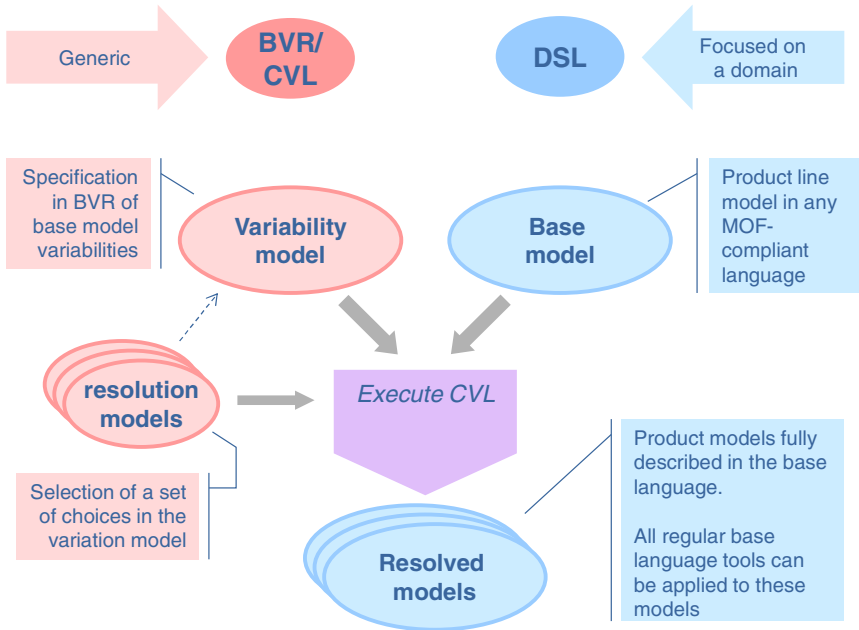 Generic
BVR/
CVL
DSL
Focused on
a domain
Specification
in BVR of
base model
variabilities
Variability
model
Base
model
Product line
model in any
MOF-
compliant
language
resolution
models
Execute CVL
Selection of a set
of choices in the
variation model
Resolved
models
Product models fully
described in the base
language.
All regular base
language tools can
be applied to these
models